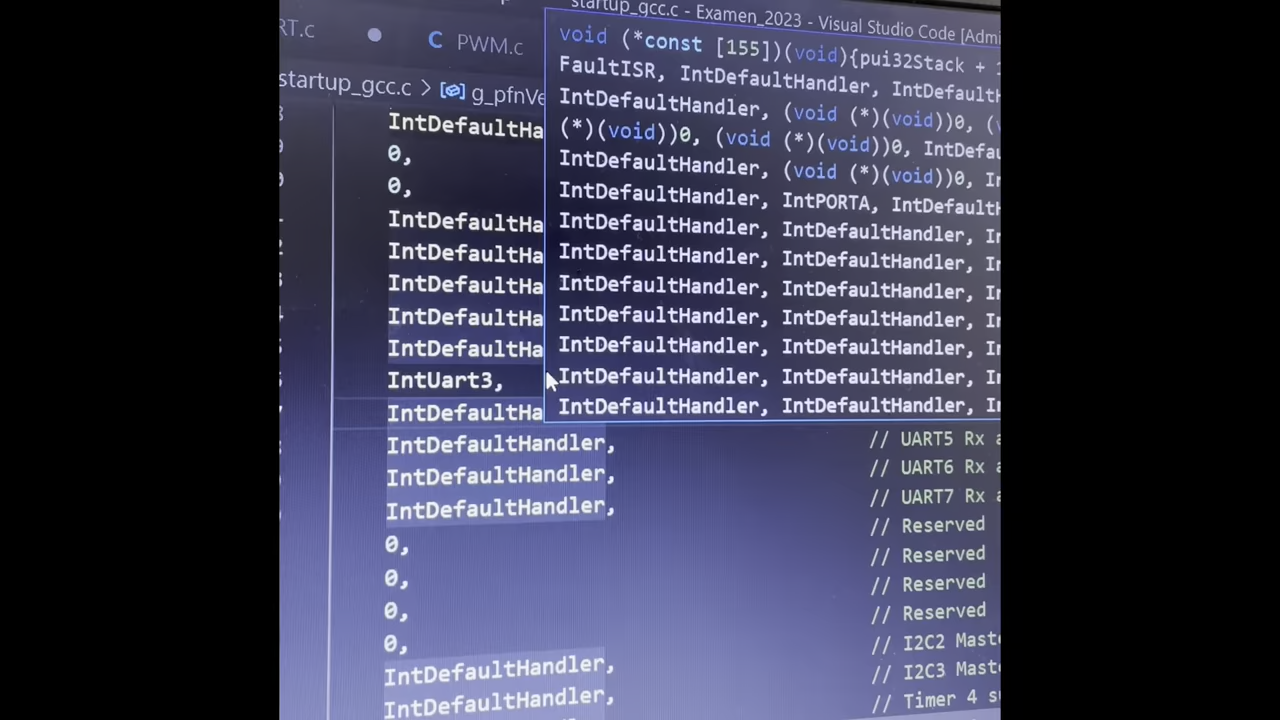 startup_gcc.c - Examen_2023 - Visual Studio Code [Admi
RT.c
C PWM.c
startup_gcc.c > g_pfnVe
void (*const [155])(void){pui32Stack + 1
FaultISR, IntDefaultHandler, IntDefaultH
IntDefaultHandler, (void (*)(void))0, (v
(*)(void))0, (void (*)(void))0, IntDefau
IntDefaultHandler, (void (*)(void))0, In
IntDefaultHandler, IntPORTA, IntDefaultH
IntDefaultHandler, IntDefaultHandler, In
IntDefaultHandler, IntDefaultHandler, In
IntDefaultHandler, IntDefaultHandler, In
IntDefaultHandler, IntDefaultHandler, In
IntDefaultHandler, IntDefaultHandler, In
IntDefaultHandler, IntDefaultHandler, In
IntDefaultHandler, IntDefaultHandler, In
IntDefaultHa
0,
0,
IntDefaultHa
IntDefaultHa
IntDefaultHa
IntDefaultHa
IntDefaultHa
IntUart3,
IntDefaultHa
IntDefaultHandler, // UART5 Rx a
IntDefaultHandler, // UART6 Rx a
IntDefaultHandler, // UART7 Rx a
0, // Reserved
0, // Reserved
0, // Reserved
0, // Reserved
IntDefaultHandler, // I2C2 Maste
IntDefaultHandler, // I2C3 Maste
// Timer 4 su